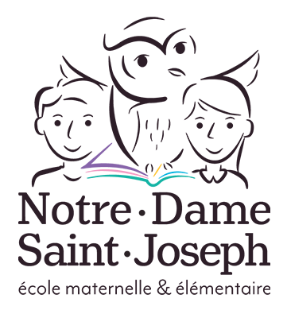 Notre·Dame
Saint·Joseph
école maternelle & élémentaire